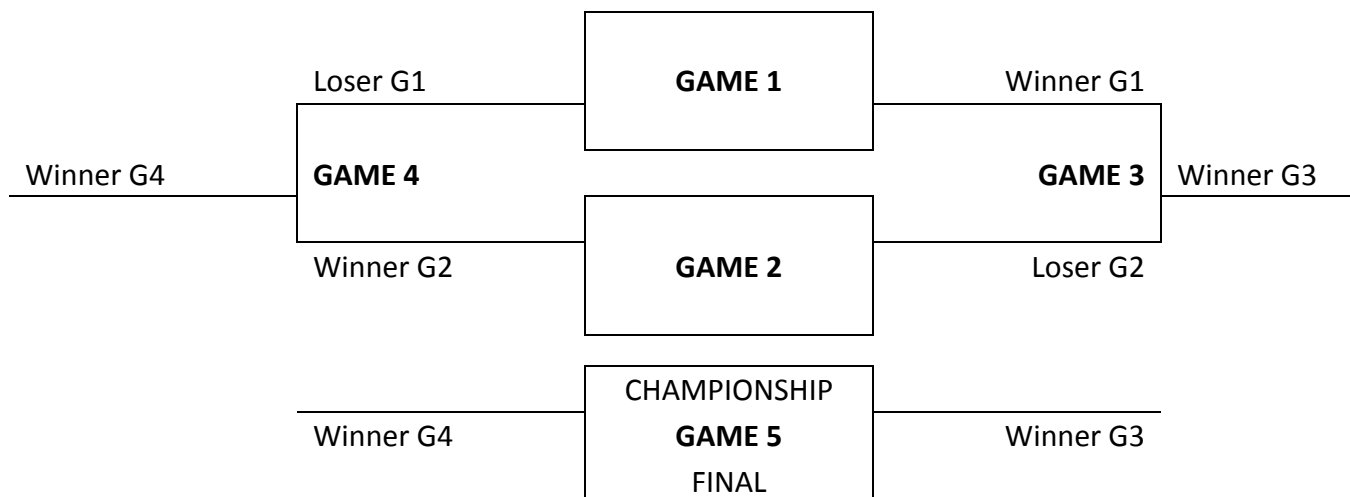 Loser G1 GAME 1 Winner G1
Winner G4 GAME 4 GAME 3 Winner G3
Winner G2 GAME 2 Loser G2
CHAMPIONSHIP
Winner G4 GAME 5 Winner G3
FINAL